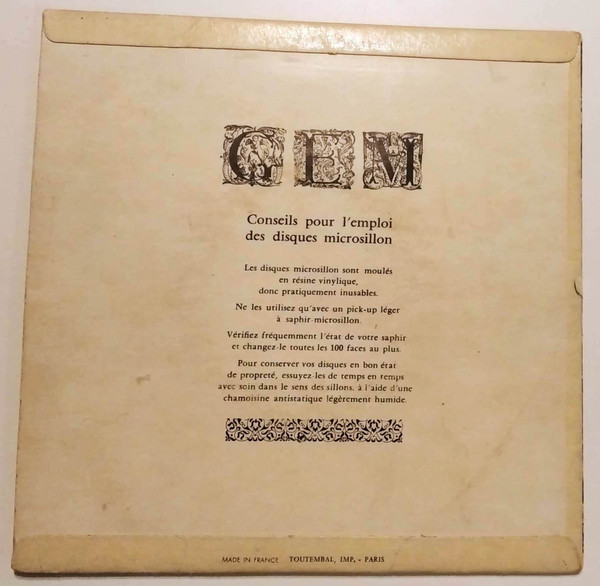 GEM
Conseils pour l'emploi
des disques microsillon
Les disques microsillon sont moulés
en résine vinylique,
donc pratiquement inusables.
Ne les utilisez qu'avec un pick-up léger
à saphir-microsillon.
Vérifiez fréquemment l'état de votre saphir
et changez-le toutes les 100 faces au plus.
Pour conserver vos disques en bon état
de propreté, essuyez-les de temps en temps
avec soin dans le sens des sillons, à l'aide d'une
chamoisine antistatique légèrement humide.
MADE IN FRANCE TOUTEMBAL, IMP. - PARIS